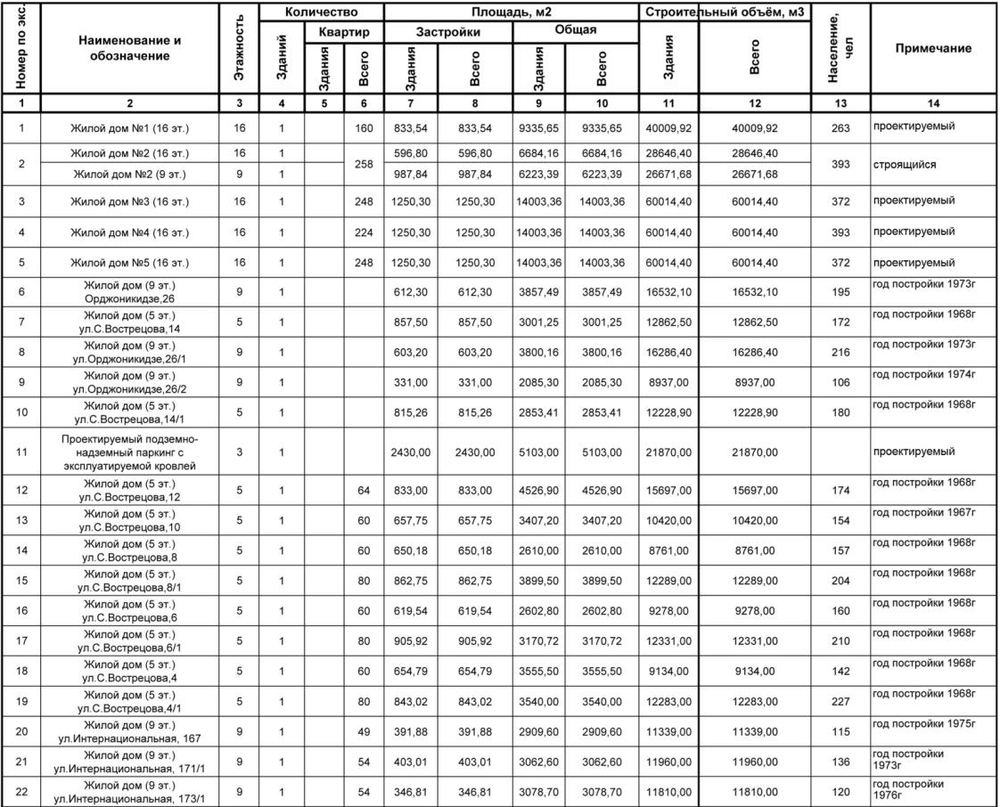 Номер по экс.
Наименование и
обозначение
Этажность
Количество
Зданий
Квартир
Здания
Всего
Площадь, м2
Застройки
Здания
Всего
Общая
Здания
Всего
Строительный объём, м3
Здания
Всего
Население,
чел
Примечание
1 2 3 4 5 6 7 8 9 10 11 12 13 14
1 Жилой дом №1 (16 эт.) 16 1 160 833,54 833,54 9335,65 9335,65 40009,92 40009,92 263 проектируемый
2 Жилой дом №2 (16 эт.) 16 1 258 596,80 596,80 6684,16 6684,16 28646,40 28646,40 393 строящийся
Жилой дом №2 (9 эт.) 9 1 987,84 987,84 6223,39 6223,39 26671,68 26671,68
3 Жилой дом №3 (16 эт.) 16 1 248 1250,30 1250,30 14003,36 14003,36 60014,40 60014,40 372 проектируемый
4 Жилой дом №4 (16 эт.) 16 1 224 1250,30 1250,30 14003,36 14003,36 60014,40 60014,40 393 проектируемый
5 Жилой дом №5 (16 эт.) 16 1 248 1250,30 1250,30 14003,36 14003,36 60014,40 60014,40 372 проектируемый
6 Жилой дом (9 эт.)
Орджоникидзе,26 9 1 612,30 612,30 3857,49 3857,49 16532,10 16532,10 195 год постройки 1973г
7 Жилой дом (5 эт.)
ул.С.Вострецова,14 5 1 857,50 857,50 3001,25 3001,25 12862,50 12862,50 172 год постройки 1968г
8 Жилой дом (9 эт.)
ул.Орджоникидзе,26/1 9 1 603,20 603,20 3800,16 3800,16 16286,40 16286,40 216 год постройки 1973г
9 Жилой дом (9 эт.)
ул.Орджоникидзе,26/2 9 1 331,00 331,00 2085,30 2085,30 8937,00 8937,00 106 год постройки 1974г
10 Жилой дом (5 эт.)
ул.С.Вострецова,14/1 5 1 815,26 815,26 2853,41 2853,41 12228,90 12228,90 180 год постройки 1968г
11 Проектируемый подземно-
надземный паркинг с
эксплуатируемой кровлей 3 1 2430,00 2430,00 5103,00 5103,00 21870,00 21870,00 проектируемый
12 Жилой дом (5 эт.)
ул.С.Вострецова,12 5 1 64 833,00 833,00 4526,90 4526,90 15697,00 15697,00 174 год постройки 1968г
13 Жилой дом (5 эт.)
ул.С.Вострецова,10 5 1 60 657,75 657,75 3407,20 3407,20 10420,00 10420,00 154 год постройки 1967г
14 Жилой дом (5 эт.)
ул.С.Вострецова,8 5 1 60 650,18 650,18 2610,00 2610,00 8761,00 8761,00 157 год постройки 1968г
15 Жилой дом (5 эт.)
ул.С.Вострецова,8/1 5 1 80 862,75 862,75 3899,50 3899,50 12289,00 12289,00 204 год постройки 1968г
16 Жилой дом (5 эт.)
ул.С.Вострецова,6 5 1 60 619,54 619,54 2602,80 2602,80 9278,00 9278,00 160 год постройки 1968г
17 Жилой дом (5 эт.)
ул.С.Вострецова,6/1 5 1 80 905,92 905,92 3170,72 3170,72 12331,00 12331,00 210 год постройки 1968г
18 Жилой дом (5 эт.)
ул.С.Вострецова,4 5 1 60 654,79 654,79 3555,50 3555,50 9134,00 9134,00 142 год постройки 1968г
19 Жилой дом (5 эт.)
ул.С.Вострецова,4/1 5 1 80 843,02 843,02 3540,00 3540,00 12283,00 12283,00 227 год постройки 1968г
20 Жилой дом (9 эт.)
ул.Интернациональная, 167 9 1 49 391,88 391,88 2909,60 2909,60 11339,00 11339,00 115 год постройки 1975г
21 Жилой дом (9 эт.)
ул.Интернациональная, 171/1 9 1 54 403,01 403,01 3062,60 3062,60 11960,00 11960,00 136 год постройки
1973г
22 Жилой дом (9 эт.)
ул.Интернациональная, 173/1 9 1 54 346,81 346,81 3078,70 3078,70 11810,00 11810,00 120 год постройки
1976г